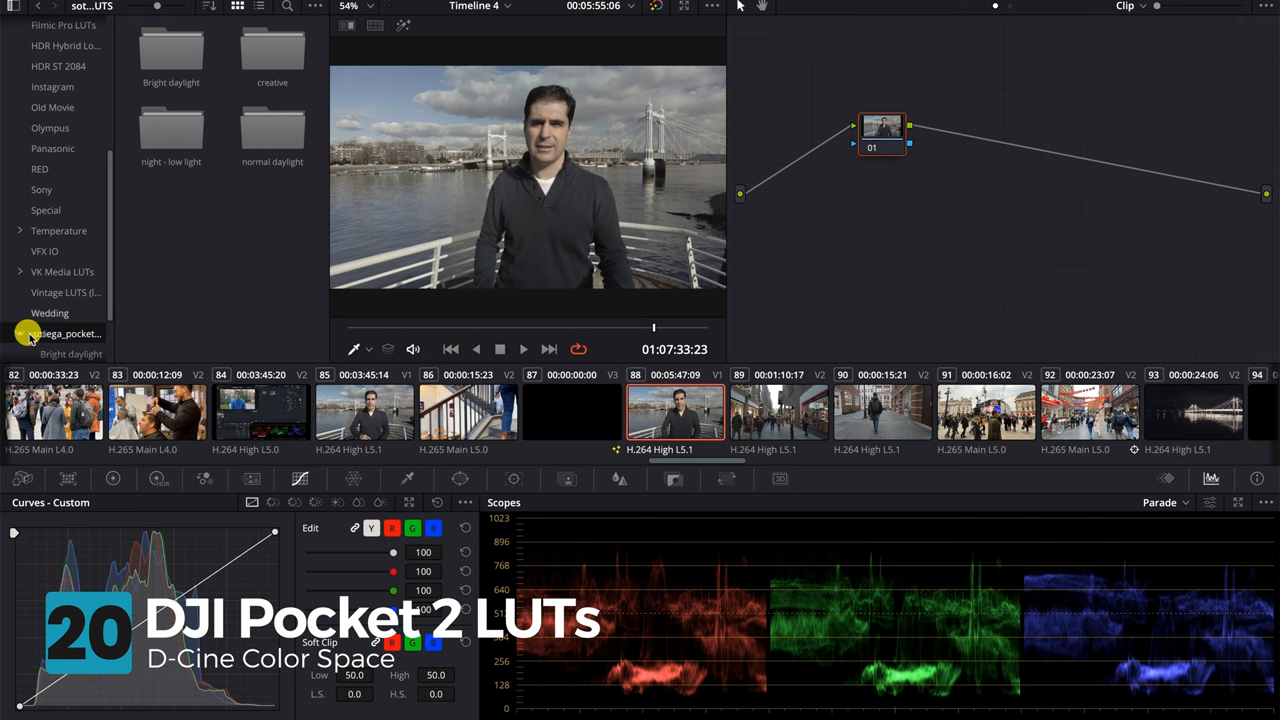 sot...UTS
54%
Timeline 4
00:05:55:06
Clip
Filmic Pro LUTs
HDR Hybrid Lo...
HDR ST 2084
Instagram
Old Movie
Olympus
Panasonic
RED
Sony
Special
Temperature
VFX IO
VK Media LUTs
Vintage LUTS (l...
Wedding
Bright daylight
Bright daylight
creative
night - low light
normal daylight
01:07:33:23
01
82 00:00:33:23 V2
83 00:00:12:09 V2
84 00:03:45:20 V2
85 00:03:45:14 V1
86 00:00:15:23 V2
87 00:00:00:00 V3
88 00:05:47:09 V1
89 00:01:10:17 V2
90 00:00:15:21 V2
91 00:00:16:02 V2
92 00:00:23:07 V2
93 00:00:24:06 V2
94
H.265 Main L4.0
H.265 Main L4.0
H.264 High L5.0
H.264 High L5.1
H.265 Main L5.0
H.264 High L5.1
H.264 High L5.1
H.264 High L5.1
H.265 Main L5.0
H.265 Main L5.0
H.264 High L5.1
HDR
3D
Curves - Custom
Edit
Y R G B
100
100
100
100
Soft Clip
R G B
Low 50.0 High 50.0
L.S. 0.0 H.S. 0.0
Scopes
Parade
1023
896
768
640
512
384
256
128
0
20
DJI Pocket 2 LUTs
D-Cine Color Space